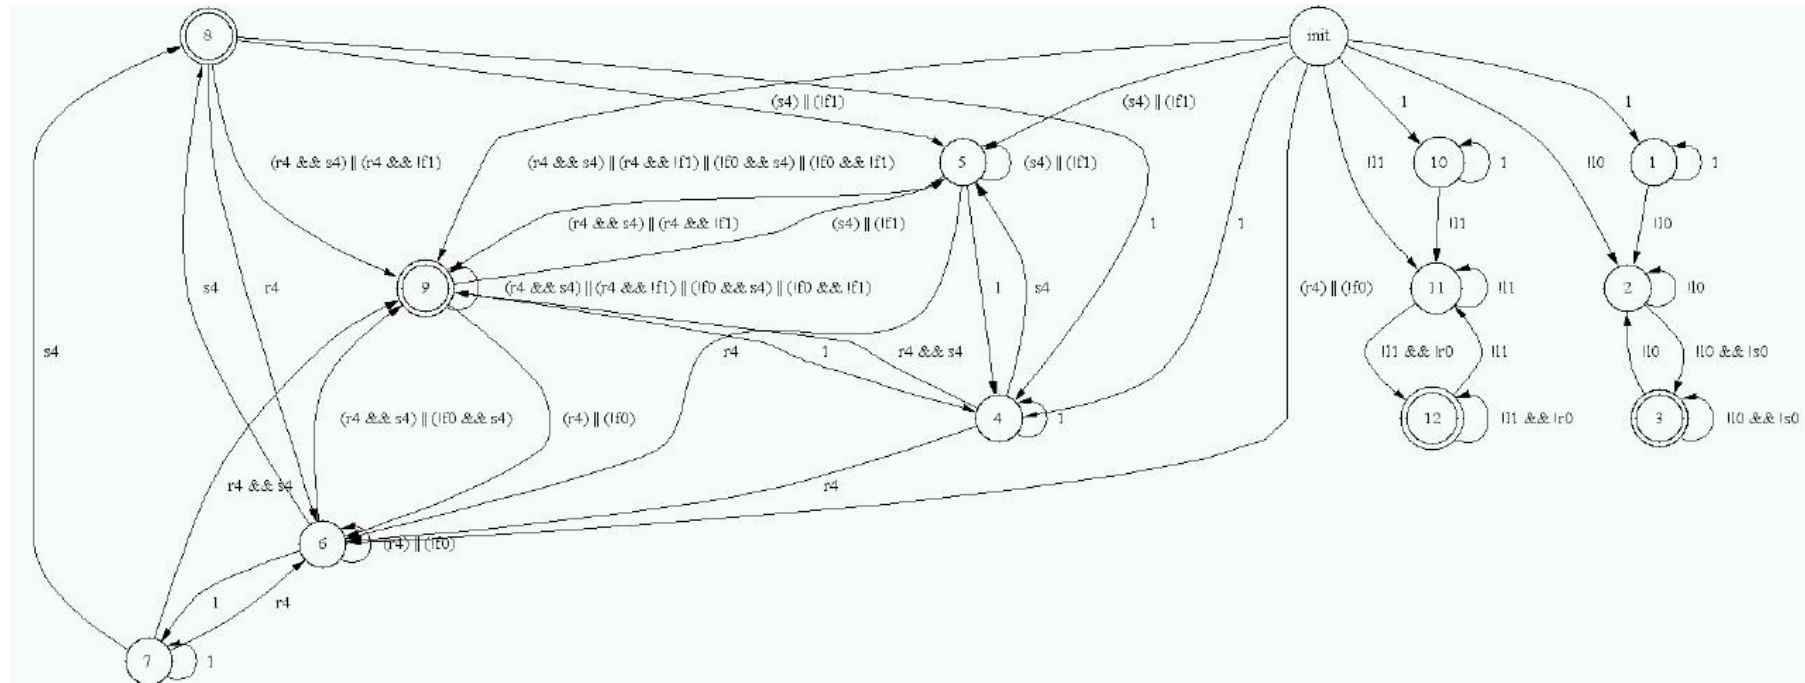 8
init
(s4) || (!f1)
(s4) || (!f1)
1
1
(r4 && s4) || (r4 && !f1)
(r4 && s4) || (r4 && !f1) || (!f0 && s4) || (!f0 && !f1)
5
(s4) || (!f1)
!l1
10
1
!l0
1
1
(r4 && s4) || (r4 && !f1)
(s4) || (!f1)
1
1
!l1
!l0
s4
r4
9
(r4 && s4) || (r4 && !f1) || (!f0 && s4) || (!f0 && !f1)
1
s4
(r4) || (!f0)
11
!l1
2
!l0
s4
r4
1
r4 && s4
!l1 && !r0
!l1
!l0
!l0 && !s0
(r4 && s4) || (!f0 && s4)
(r4) || (!f0)
4
1
12
!l1 && !r0
3
!l0 && !s0
r4 && s4
r4
6
(r4) || (!f0)
1
r4
7
1